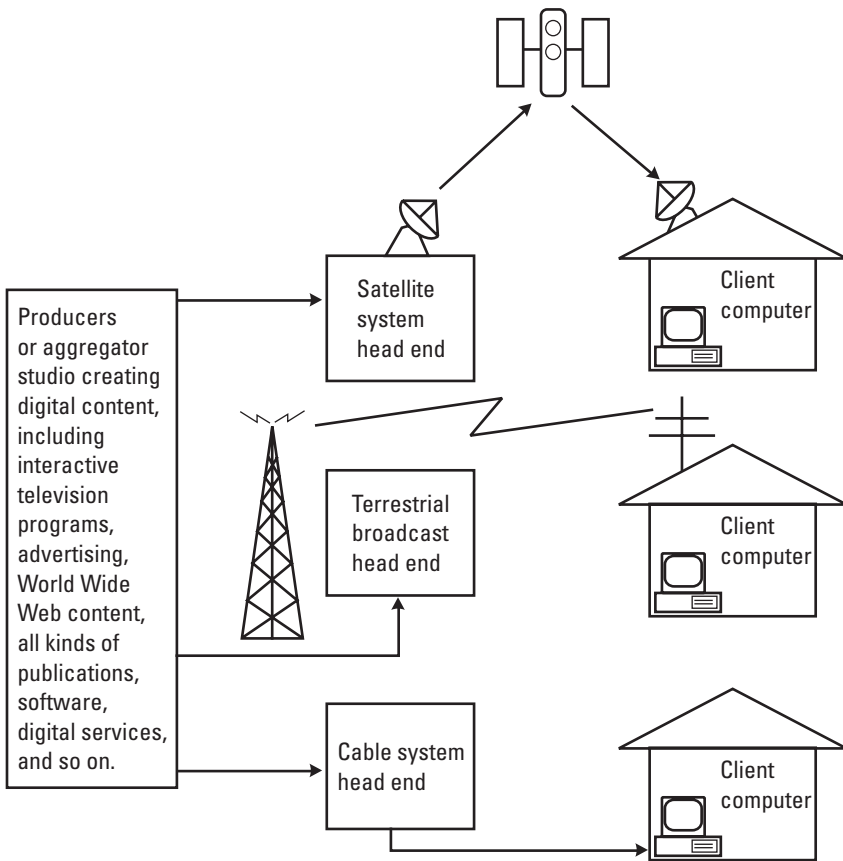 Producers
or aggregator
studio creating
digital content,
including
interactive
television
programs,
advertising,
World Wide
Web content,
all kinds of
publications,
software,
digital services,
and so on.
Satellite
system
head end
Client
computer
Terrestrial
broadcast
head end
Client
computer
Cable system
head end
Client
computer